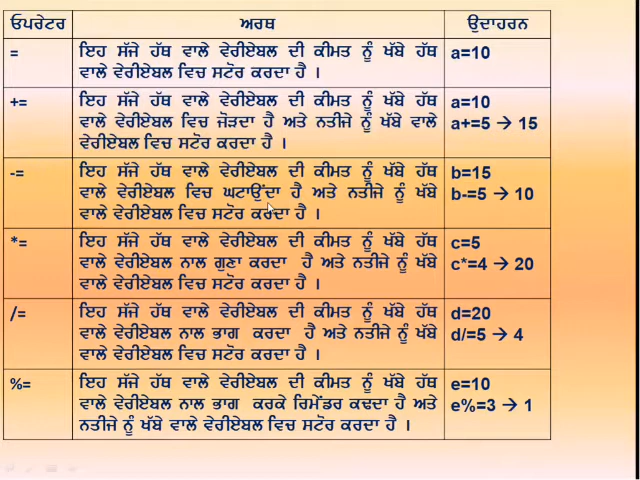 ਓਪਰੇਟਰ ਅਰਥ ਉਦਾਹਰਨ
= ਇਹ ਸੱਜੇ ਹੱਥ ਵਾਲੇ ਵੇਰੀਏਬਲ ਦੀ ਕੀਮਤ ਨੂੰ ਖੱਬੇ ਹੱਥ a=10
ਵਾਲੇ ਵੇਰੀਏਬਲ ਵਿਚ ਸਟੋਰ ਕਰਦਾ ਹੈ ।
+= ਇਹ ਸੱਜੇ ਹੱਥ ਵਾਲੇ ਵੇਰੀਏਬਲ ਦੀ ਕੀਮਤ ਨੂੰ ਖੱਬੇ ਹੱਥ a=10
ਵਾਲੇ ਵੇਰੀਏਬਲ ਵਿਚ ਜੋੜਦਾ ਹੈ ਅਤੇ ਨਤੀਜੇ ਨੂੰ ਖੱਬੇ ਵਾਲੇ a+=5 → 15
ਵੇਰੀਏਬਲ ਵਿਚ ਸਟੋਰ ਕਰਦਾ ਹੈ ।
-= ਇਹ ਸੱਜੇ ਹੱਥ ਵਾਲੇ ਵੇਰੀਏਬਲ ਦੀ ਕੀਮਤ ਨੂੰ ਖੱਬੇ ਹੱਥ b=15
ਵਾਲੇ ਵੇਰੀਏਬਲ ਵਿਚ ਘਟਾਉਂਦਾ ਹੈ ਅਤੇ ਨਤੀਜੇ ਨੂੰ ਖੱਬੇ b-=5 → 10
ਵਾਲੇ ਵੇਰੀਏਬਲ ਵਿਚ ਸਟੋਰ ਕਰਦਾ ਹੈ ।
*= ਇਹ ਸੱਜੇ ਹੱਥ ਵਾਲੇ ਵੇਰੀਏਬਲ ਦੀ ਕੀਮਤ ਨੂੰ ਖੱਬੇ ਹੱਥ c=5
ਵਾਲੇ ਵੇਰੀਏਬਲ ਨਾਲ ਗੁਣਾ ਕਰਦਾ ਹੈ ਅਤੇ ਨਤੀਜੇ ਨੂੰ ਖੱਬੇ c*=4 → 20
ਵਾਲੇ ਵੇਰੀਏਬਲ ਵਿਚ ਸਟੋਰ ਕਰਦਾ ਹੈ ।
/= ਇਹ ਸੱਜੇ ਹੱਥ ਵਾਲੇ ਵੇਰੀਏਬਲ ਦੀ ਕੀਮਤ ਨੂੰ ਖੱਬੇ ਹੱਥ d=20
ਵਾਲੇ ਵੇਰੀਏਬਲ ਨਾਲ ਭਾਗ ਕਰਦਾ ਹੈ ਅਤੇ ਨਤੀਜੇ ਨੂੰ ਖੱਬੇ d/=5 → 4
ਵਾਲੇ ਵੇਰੀਏਬਲ ਵਿਚ ਸਟੋਰ ਕਰਦਾ ਹੈ ।
%= ਇਹ ਸੱਜੇ ਹੱਥ ਵਾਲੇ ਵੇਰੀਏਬਲ ਦੀ ਕੀਮਤ ਨੂੰ ਖੱਬੇ ਹੱਥ e=10
ਵਾਲੇ ਵੇਰੀਏਬਲ ਨਾਲ ਭਾਗ ਕਰਕੇ ਰਿਮੇਂਡਰ ਕਢਦਾ ਹੈ ਅਤੇ e%=3 → 1
ਨਤੀਜੇ ਨੂੰ ਖੱਬੇ ਵਾਲੇ ਵੇਰੀਏਬਲ ਵਿਚ ਸਟੋਰ ਕਰਦਾ ਹੈ ।